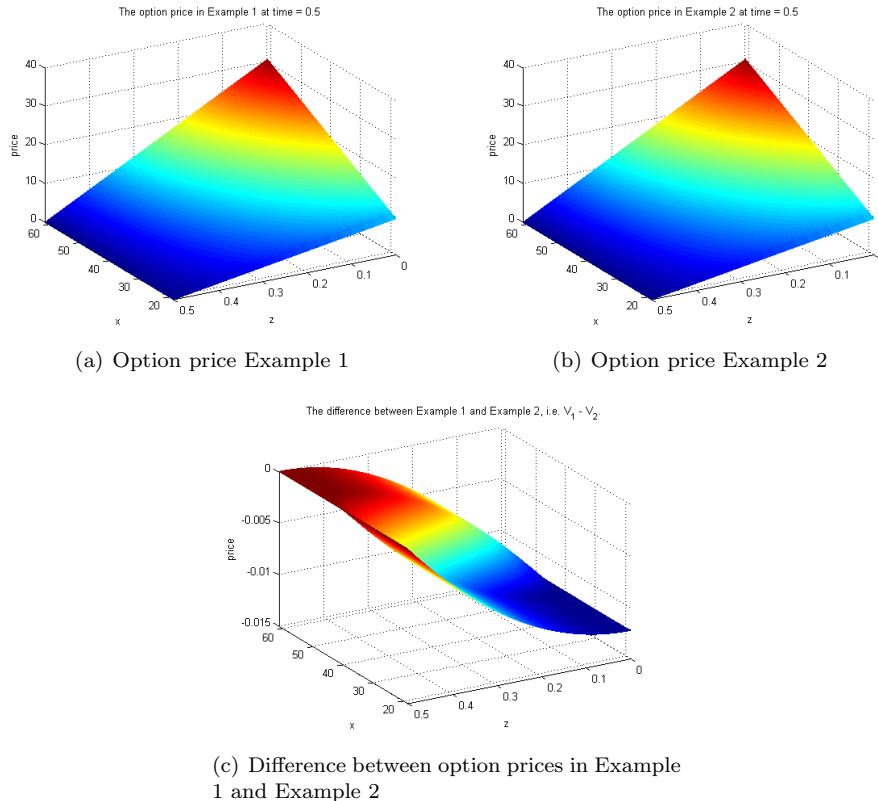 The option price in Example 1 at time = 0.5
40
30
20
10
0
price
60
50
40
30
20
x
0.5
0.4
0.3
0.2
0.1
0
z
(a) Option price Example 1
The option price in Example 2 at time = 0.5
40
30
20
10
0
price
60
50
40
30
20
x
0.5
0.4
0.3
0.2
0.1
z
(b) Option price Example 2
The difference between Example 1 and Example 2, i.e. V_1 - V_2.
0
-0.005
-0.01
-0.015
price
60
50
40
30
20
x
0.5
0.4
0.3
0.2
0.1
0
z
(c) Difference between option prices in Example
1 and Example 2